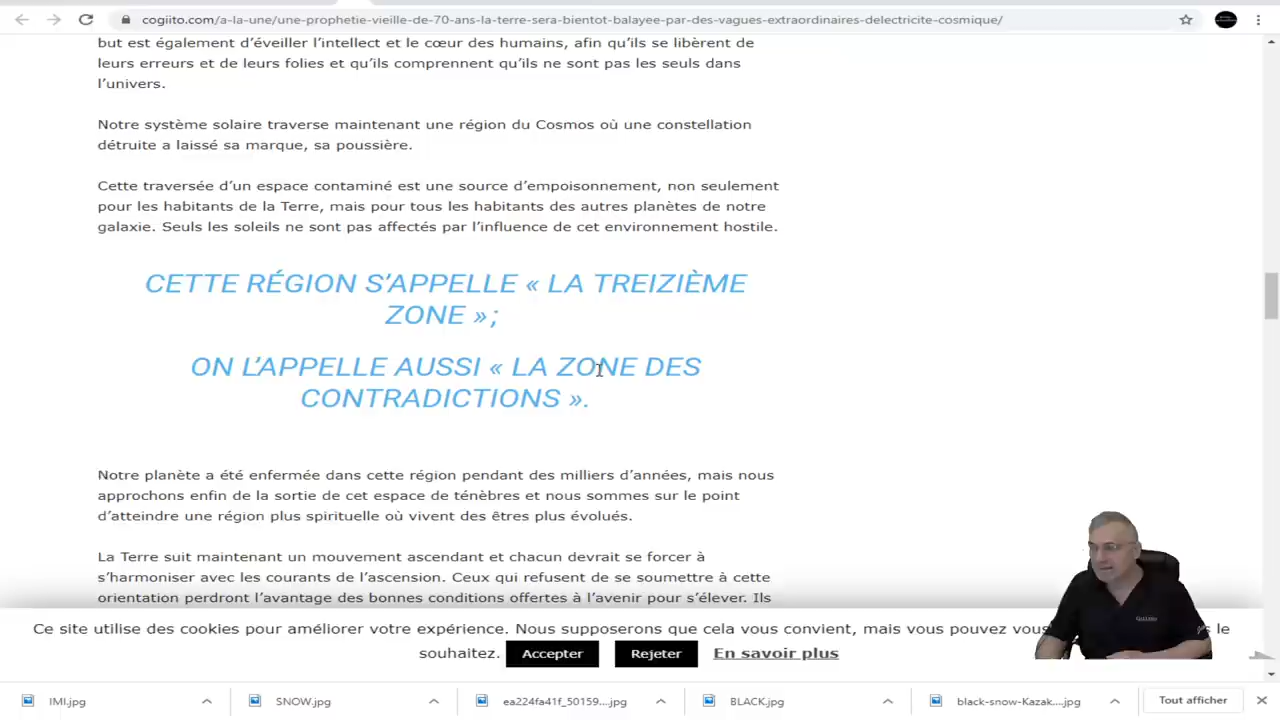 cogiito.com/a-la-une/une-prophetie-vieille-de-70-ans-la-terre-sera-bientot-balayee-par-des-vagues-extraordinaires-delectricite-cosmique/
but est également d’éveiller l’intellect et le cœur des humains, afin qu’ils se libèrent de
leurs erreurs et de leurs folies et qu’ils comprennent qu’ils ne sont pas les seuls dans
l’univers.
Notre système solaire traverse maintenant une région du Cosmos où une constellation
détruite a laissé sa marque, sa poussière.
Cette traversée d’un espace contaminé est une source d’empoisonnement, non seulement
pour les habitants de la Terre, mais pour tous les habitants des autres planètes de notre
galaxie. Seuls les soleils ne sont pas affectés par l’influence de cet environnement hostile.
CETTE RÉGION S’APPELLE « LA TREIZIÈME
ZONE » ;
ON L’APPELLE AUSSI « LA ZONE DES
CONTRADICTIONS ».
Notre planète a été enfermée dans cette région pendant des milliers d’années, mais nous
approchons enfin de la sortie de cet espace de ténèbres et nous sommes sur le point
d’atteindre une région plus spirituelle où vivent des êtres plus évolués.
La Terre suit maintenant un mouvement ascendant et chacun devrait se forcer à
s’harmoniser avec les courants de l’ascension. Ceux qui refusent de se soumettre à cette
orientation perdront l’avantage des bonnes conditions offertes à l’avenir pour s’élever. Ils
Ce site utilise des cookies pour améliorer votre expérience. Nous supposerons que cela vous convient, mais vous pouvez vous le
souhaitez. Accepter Rejeter En savoir plus
IMI.jpg SNOW.jpg ea224fa41f_50159....jpg BLACK.jpg black-snow-Kazak....jpg Tout afficher